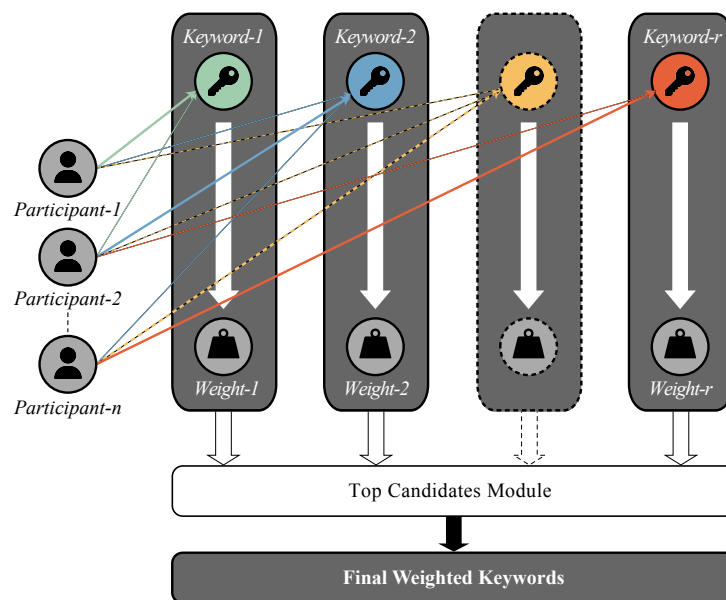 Keyword-1
Keyword-2
Keyword-r
Participant-1
Participant-2
Participant-n
Weight-1
Weight-2
Weight-r
Top Candidates Module
Final Weighted Keywords